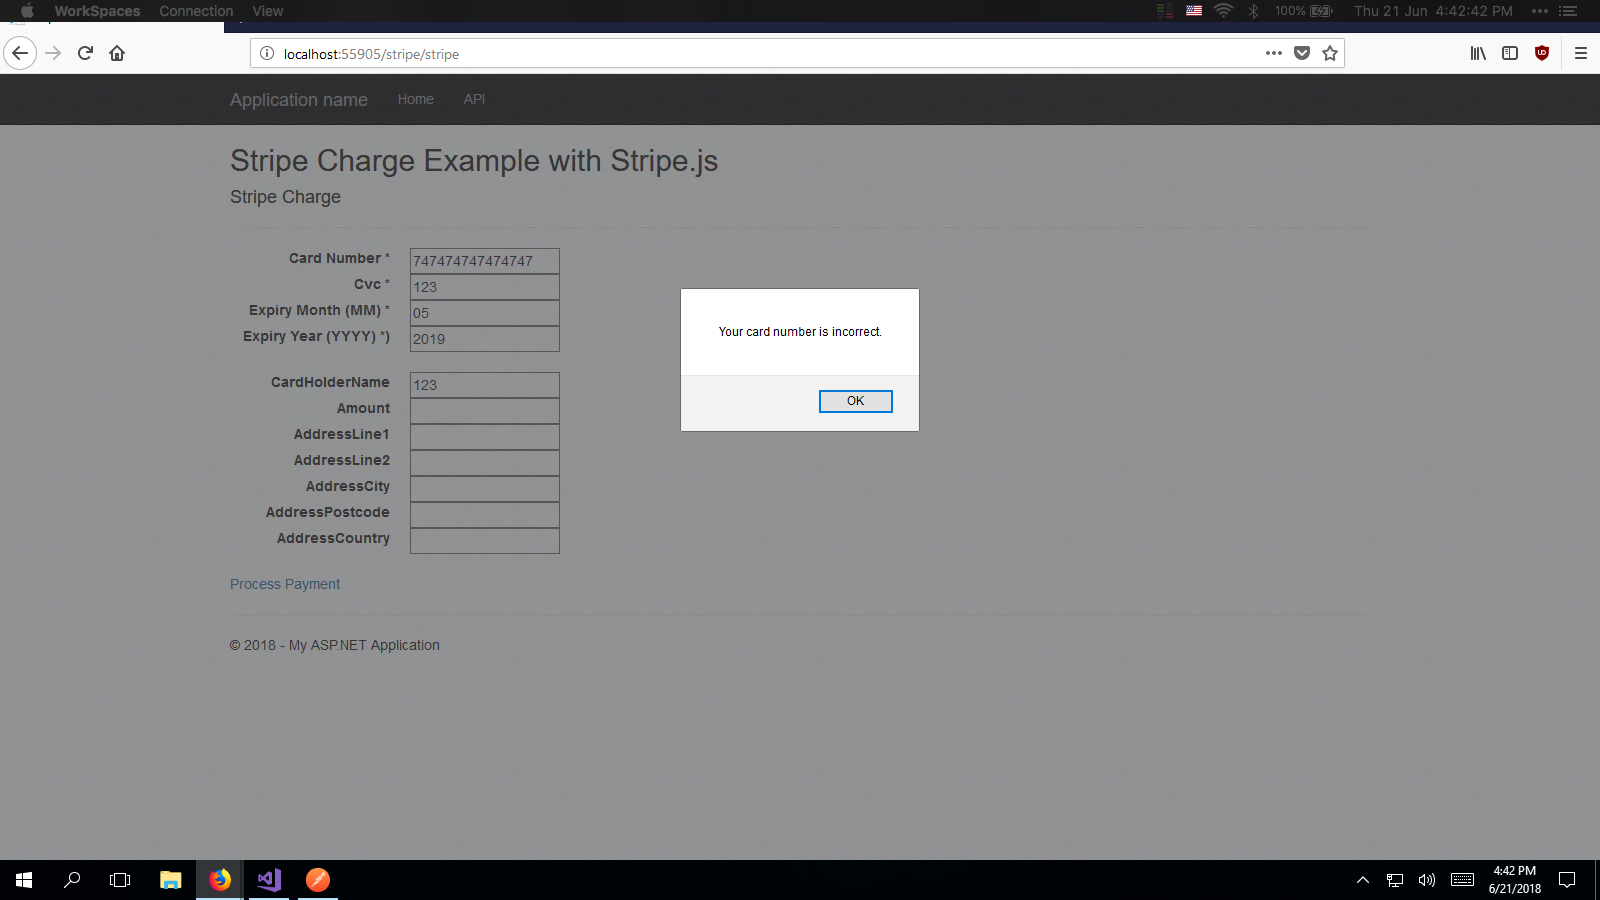 WorkSpaces Connection View 100% Thu 21 Jun 4:42:42 PM
localhost:55905/stripe/stripe
Application name Home API
Stripe Charge Example with Stripe.js
Stripe Charge
Card Number * 747474747474747
Cvc * 123
Expiry Month (MM) * 05
Expiry Year (YYYY) *) 2019
Your card number is incorrect.
OK
CardHolderName 123
Amount
AddressLine1
AddressLine2
AddressCity
AddressPostcode
AddressCountry
Process Payment
© 2018 - My ASP.NET Application
4:42 PM
6/21/2018